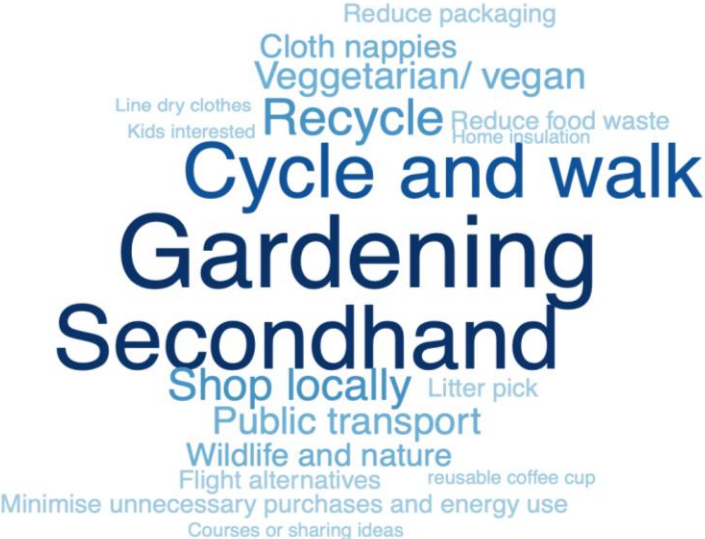 Reduce packaging
Cloth nappies
Veggetarian/ vegan
Line dry clothes
Recycle
Reduce food waste
Kids interested
Home insulation
Cycle and walk
Gardening
Secondhand
Shop locally
Litter pick
Public transport
Wildlife and nature
Flight alternatives
reusable coffee cup
Minimise unnecessary purchases and energy use
Courses or sharing ideas